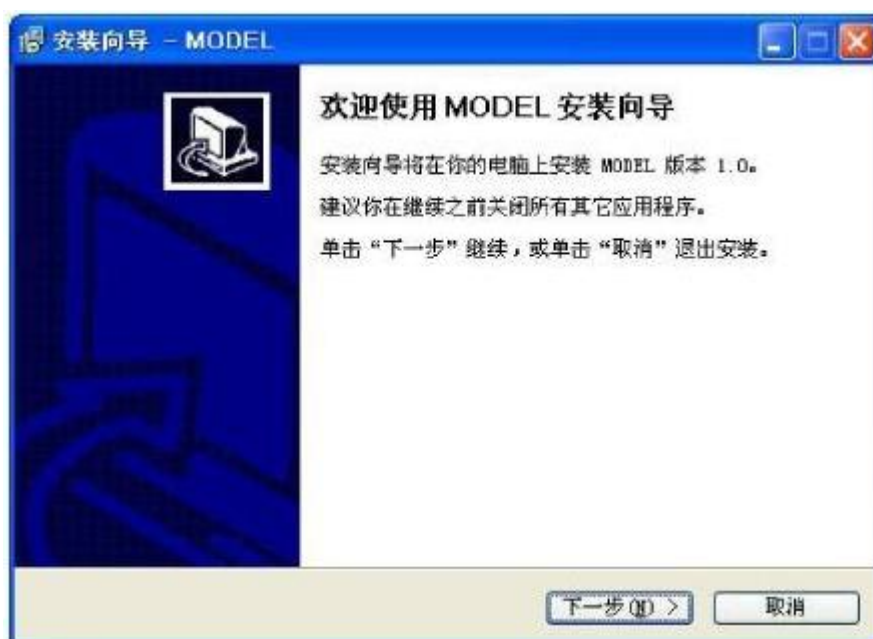 安装向导 - MODEL
欢迎使用 MODEL 安装向导
安装向导将在你的电脑上安装 MODEL 版本 1.0。
建议你在继续之前关闭所有其它应用程序。
单击“下一步”继续，或单击“取消”退出安装。
下一步(N) >
取消